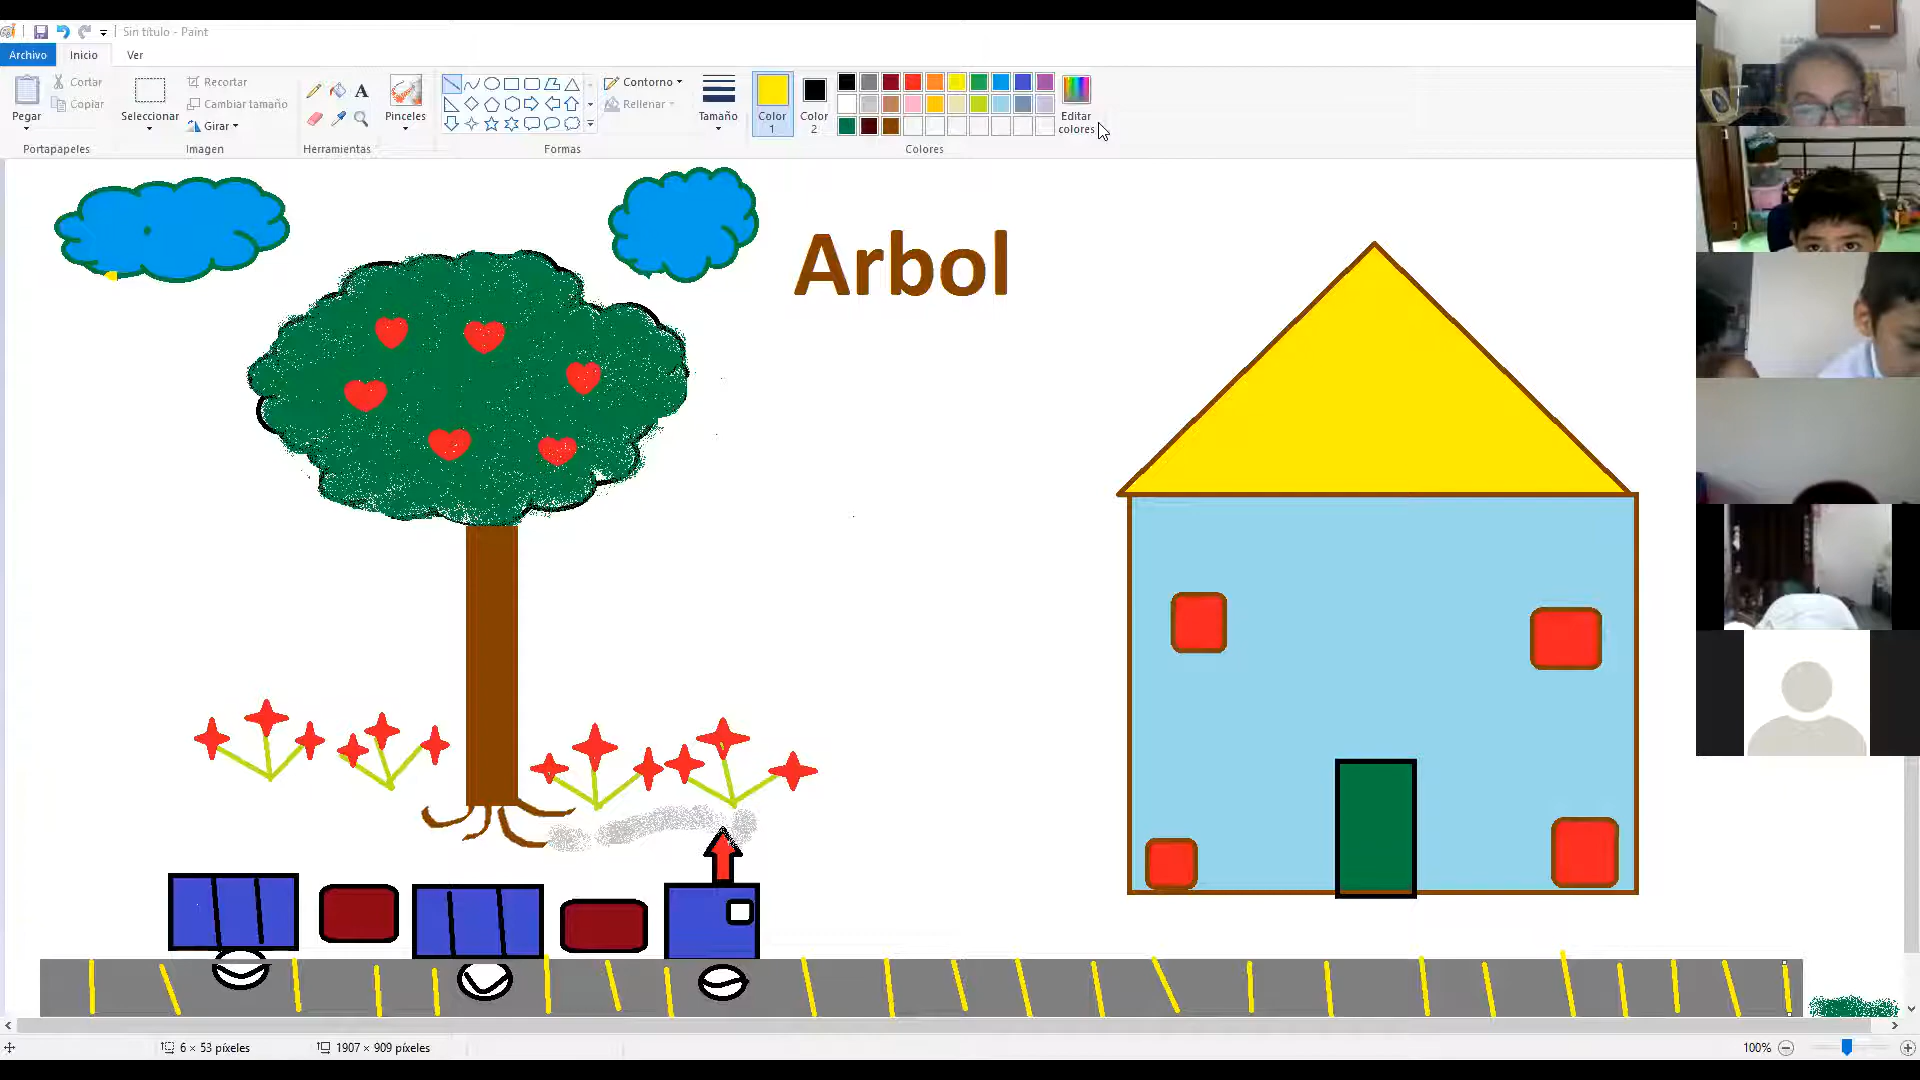 Sin título - Paint
Archivo Inicio Ver
Pegar
Cortar
Copiar
Portapapeles
Seleccionar
Recortar
Cambiar tamaño
Girar
Imagen
A
Herramientas
Pinceles
Contorno
Rellenar
Formas
Tamaño
Color 1
Color 2
Colores
Editar colores
Arbol
6 × 53 píxeles
1907 × 909 píxeles
100%